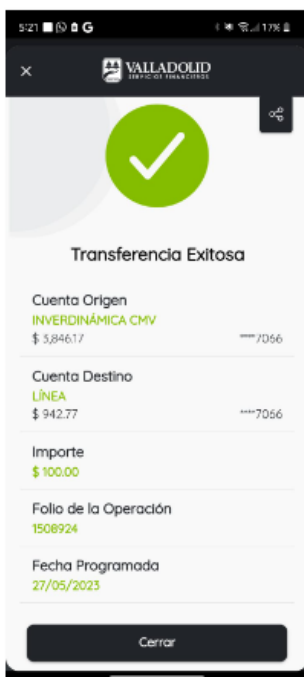 5:21 G 17%
VALLADOLID
SERVICIOS FINANCIEROS
Transferencia Exitosa
Cuenta Origen
INVERDINÁMICA CMV
$ 3,846.17 ****7066
Cuenta Destino
LÍNEA
$ 942.77 ****7066
Importe
$ 100.00
Folio de la Operación
1508924
Fecha Programada
27/05/2023
Cerrar